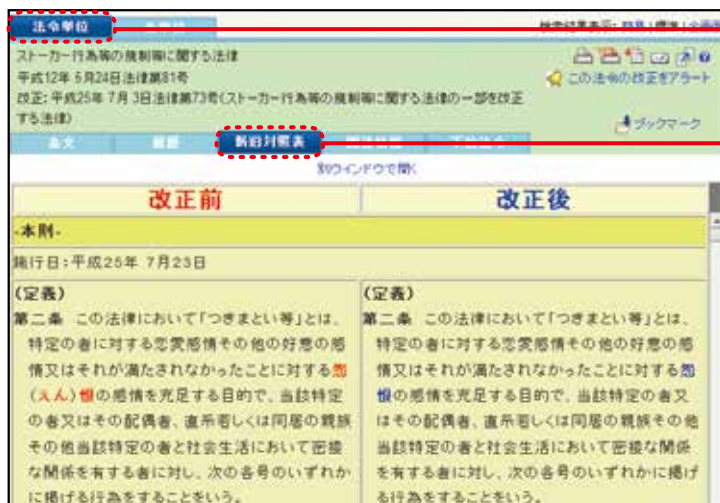 法令単位
検索結果表示: 簡易 | 標準 | 全画面
ストーカー行為等の規制等に関する法律
平成12年 5月24日法律第81号
この法令の改正をアラート
改正: 平成25年 7月 3日法律第73号(ストーカー行為等の規制等に関する法律の一部を改正
する法律)
ブックマーク
条文
新旧対照表
別ウインドウで開く
改正前
改正後
-本則-
施行日:平成25年 7月23日
(定義)
第二条 この法律において「つきまとい等」とは、
特定の者に対する恋愛感情その他の好意の感
情又はそれが満たされなかったことに対する怨
(えん)恨の感情を充足する目的で、当該特定
の者又はその配偶者、直系若しくは同居の親族
その他当該特定の者と社会生活において密接
な関係を有する者に対し、次の各号のいずれか
に掲げる行為をすることをいう。
(定義)
第二条 この法律において「つきまとい等」とは、
特定の者に対する恋愛感情その他の好意の感
情又はそれが満たされなかったことに対する怨
恨の感情を充足する目的で、当該特定の者又
はその配偶者、直系若しくは同居の親族その他
当該特定の者と社会生活において密接な関係
を有する者に対し、次の各号のいずれかに掲げ
る行為をすることをいう。